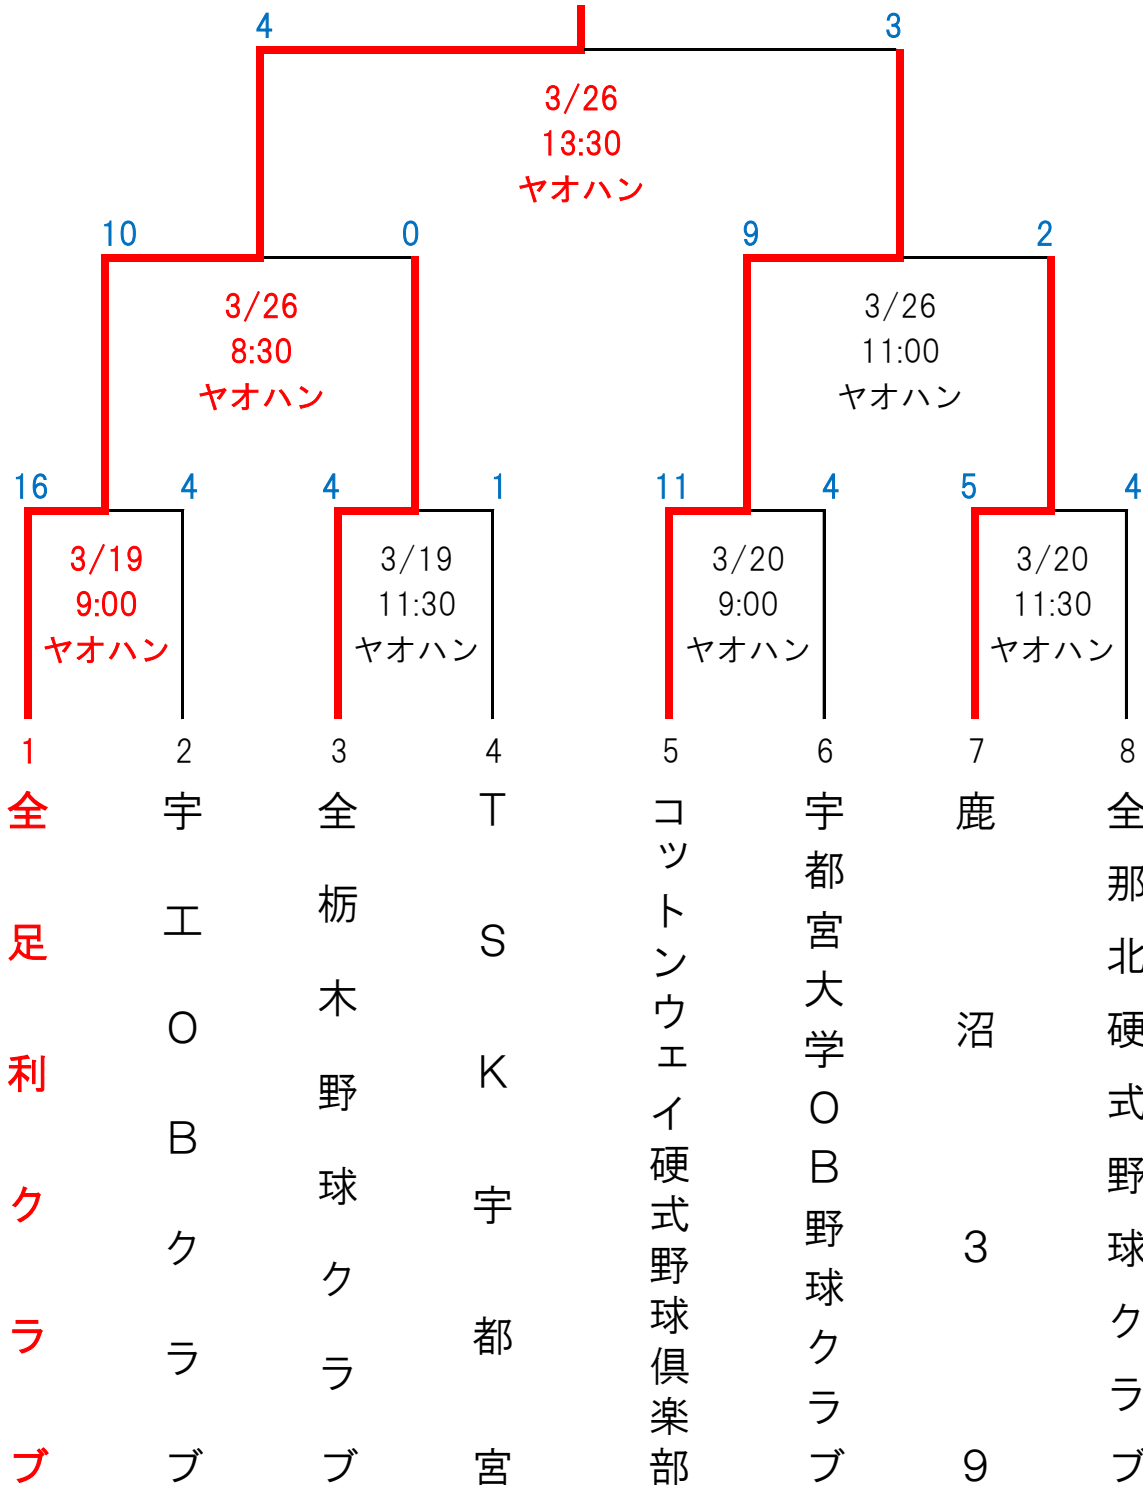 4
3
3/26
13:30
ヤオハン
10
0
9
2
3/26
8:30
ヤオハン
3/26
11:00
ヤオハン
16
4
4
1
11
4
5
4
3/19
9:00
ヤオハン
3/19
11:30
ヤオハン
3/20
9:00
ヤオハン
3/20
11:30
ヤオハン
1
2
3
4
5
6
7
8
全足利クラブ
宇工OBクラブ
全栃木野球クラブ
TSK宇都宮
コットンウェイ硬式野球倶楽部
宇都宮大学OB野球クラブ
鹿沼39
全那北硬式野球クラブ